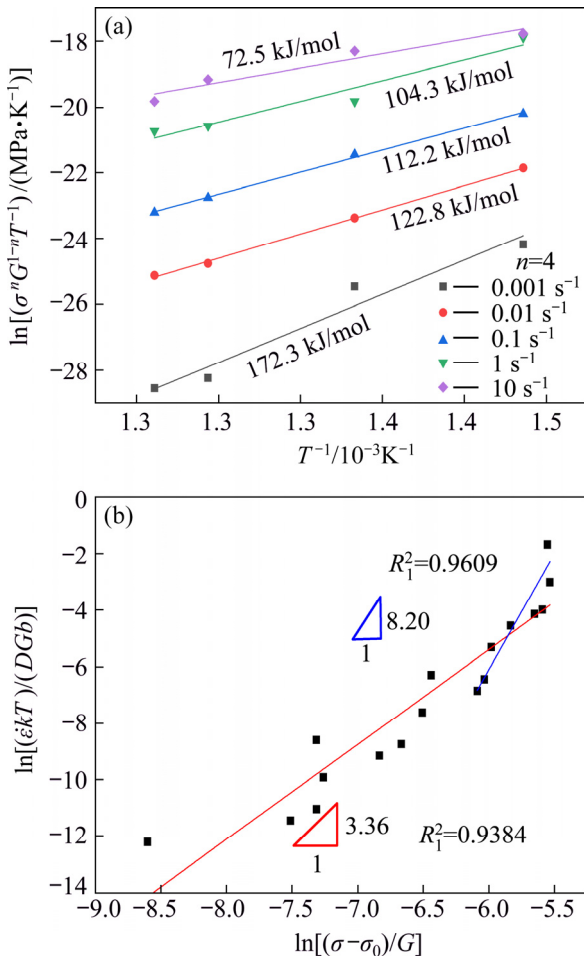 (a)
ln[(σⁿG¹⁻ⁿT⁻¹)/(MPa•K⁻¹)]
−18
−20
−22
−24
−26
−28
72.5 kJ/mol
104.3 kJ/mol
112.2 kJ/mol
122.8 kJ/mol
172.3 kJ/mol
n=4
0.001 s⁻¹
0.01 s⁻¹
0.1 s⁻¹
1 s⁻¹
10 s⁻¹
1.3 1.3 1.4 1.4 1.5
T⁻¹/10⁻³K⁻¹
(b)
ln[(ε̇kT)/(DGb)]
0
−2
−4
−6
−8
−10
−12
−14
R₁²=0.9609
8.20
1
3.36
1
R₁²=0.9384
−9.0 −8.5 −8.0 −7.5 −7.0 −6.5 −6.0 −5.5
ln[(σ−σ₀)/G]